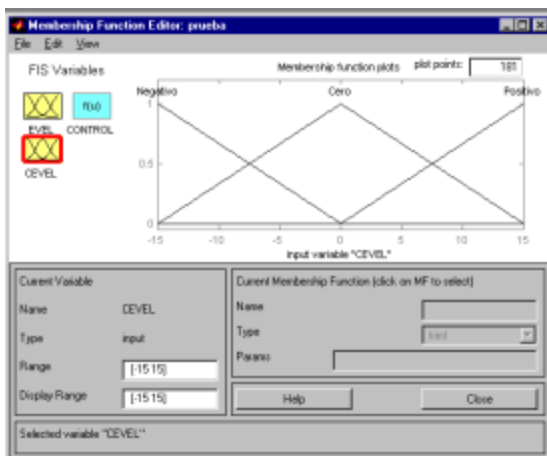 Membership Function Editor: prueba
File Edit View
FIS Variables
Membership function plots plot points: 181
Negativo Cero Positivo
f(u)
EVEL CONTROL
CEVEL
1
0.5
0
-15 -10 -5 0 5 10 15
input variable "CEVEL"
Current Variable
Name CEVEL
Type input
Range [-15 15]
Display Range [-15 15]
Current Membership Function (click on MF to select)
Name
Type trimf
Params
Help Close
Selected variable "CEVEL"